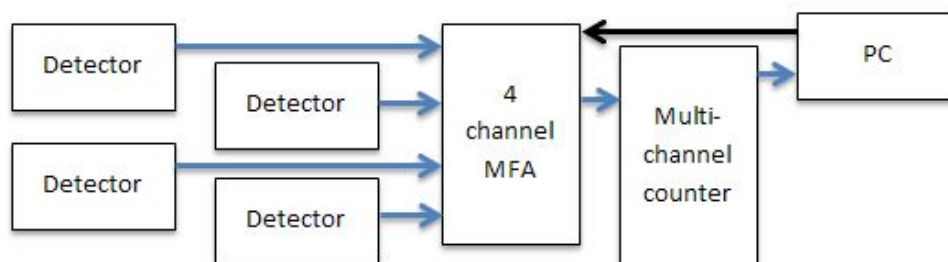 Detector
Detector
Detector
Detector
4
channel
MFA
Multi-
channel
counter
PC